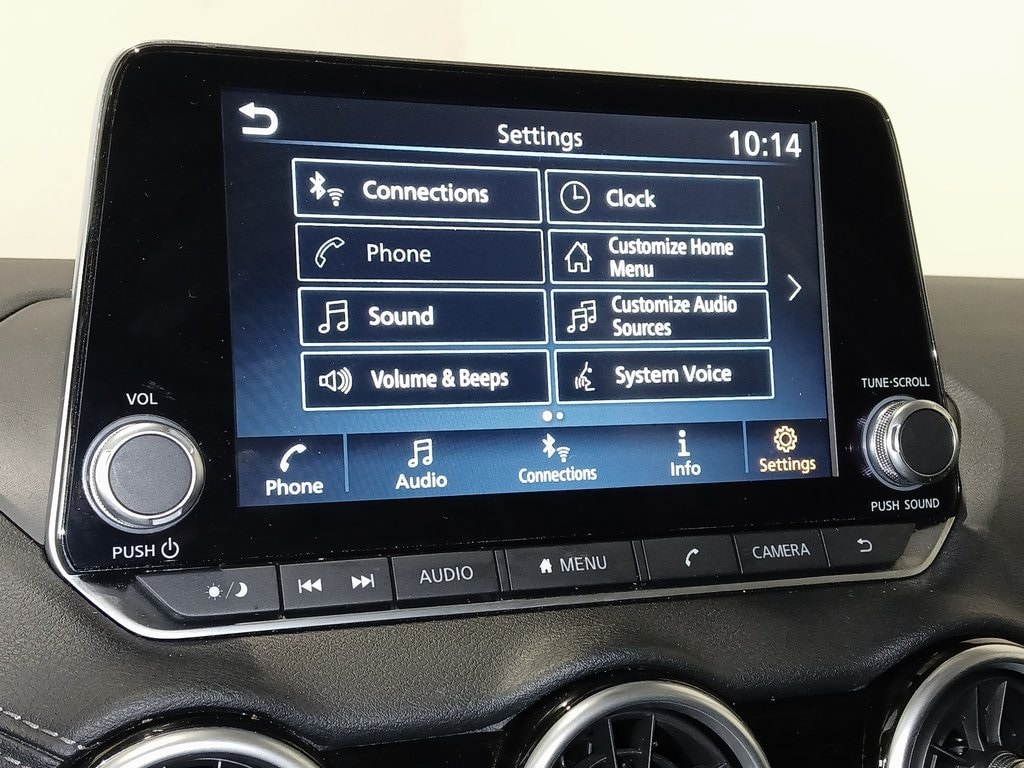 Settings
10:14
Connections
Clock
Phone
Customize Home
Menu
Sound
Customize Audio
Sources
Volume & Beeps
System Voice
Phone
Audio
Connections
Info
Settings
VOL
PUSH
TUNE·SCROLL
PUSH SOUND
AUDIO
MENU
CAMERA